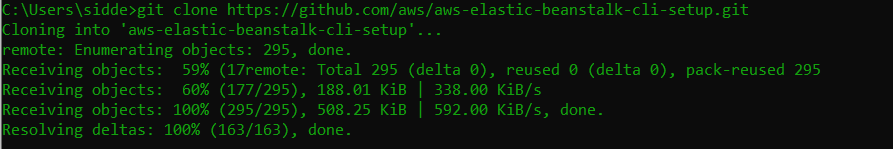 C:\Users\sidde>git clone https://github.com/aws/aws-elastic-beanstalk-cli-setup.git
Cloning into 'aws-elastic-beanstalk-cli-setup'...
remote: Enumerating objects: 295, done.
Receiving objects:  59% (17remote: Total 295 (delta 0), reused 0 (delta 0), pack-reused 295
Receiving objects:  60% (177/295), 188.01 KiB | 338.00 KiB/s
Receiving objects: 100% (295/295), 508.25 KiB | 592.00 KiB/s, done.
Resolving deltas: 100% (163/163), done.